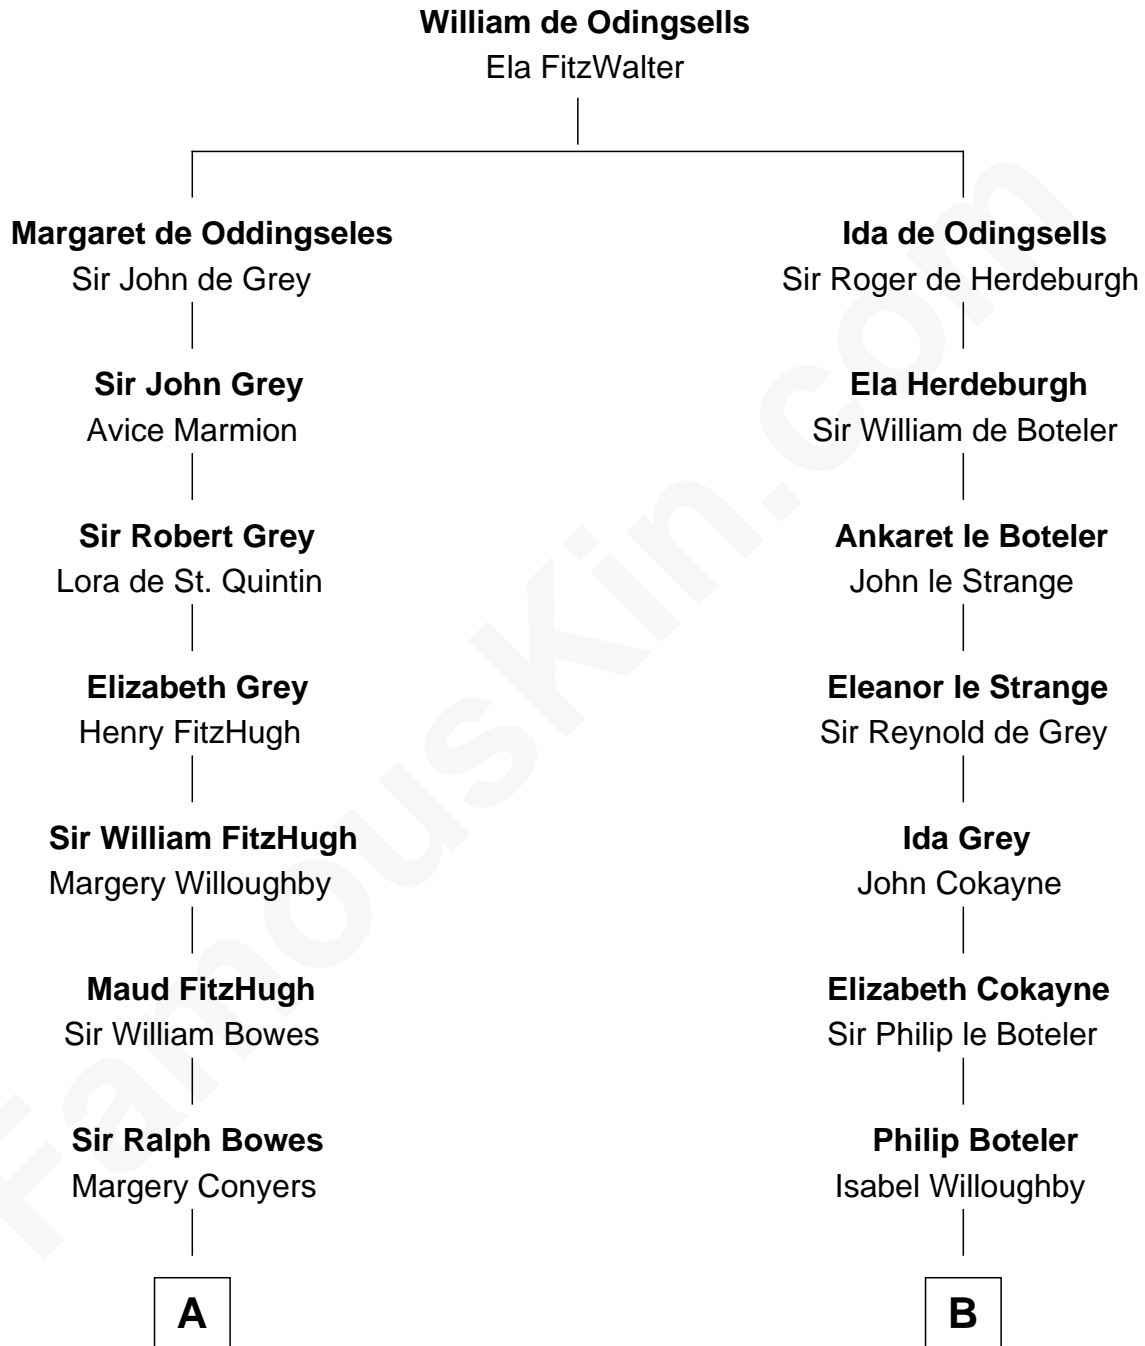 William de Odingsells
Ela FitzWalter
Margaret de Oddingseles
Sir John de Grey
Ida de Odingsells
Sir Roger de Herdeburgh
Sir John Grey
Avice Marmion
Ela Herdeburgh
Sir William de Boteler
Sir Robert Grey
Lora de St. Quintin
Ankaret le Boteler
John le Strange
Elizabeth Grey
Henry FitzHugh
Eleanor le Strange
Sir Reynold de Grey
Sir William FitzHugh
Margery Willoughby
Ida Grey
John Cokayne
Maud FitzHugh
Sir William Bowes
Elizabeth Cokayne
Sir Philip le Boteler
Sir Ralph Bowes
Margery Conyers
Philip Boteler
Isabel Willoughby
A
B
FamousKin.com